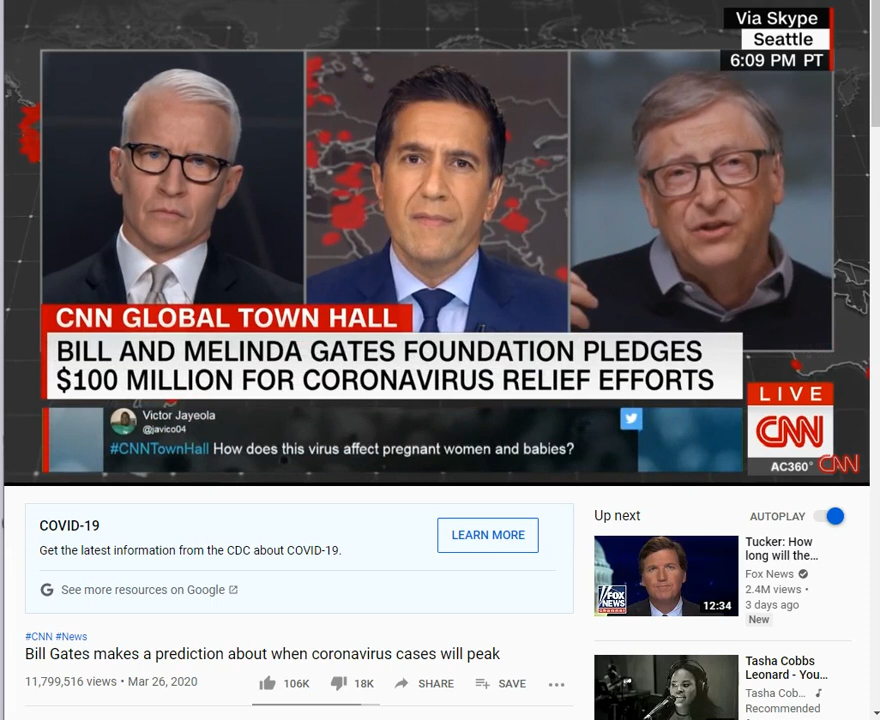 Via Skype
Seattle
6:09 PM PT
CNN GLOBAL TOWN HALL
BILL AND MELINDA GATES FOUNDATION PLEDGES
$100 MILLION FOR CORONAVIRUS RELIEF EFFORTS
Victor Jayeola
@javico04
#CNNTownHall How does this virus affect pregnant women and babies?
LIVE
CNN
AC360° CNN
COVID-19
Get the latest information from the CDC about COVID-19.
LEARN MORE
G See more resources on Google
#CNN #News
Bill Gates makes a prediction about when coronavirus cases will peak
11,799,516 views • Mar 26, 2020
106K 18K SHARE SAVE ...
Up next AUTOPLAY
FOX
NEWS
channel
12:34
Tucker: How
long will the...
Fox News
2.4M views •
3 days ago
New
Tasha Cobbs
Leonard - You...
Tasha Cob...
Recommended